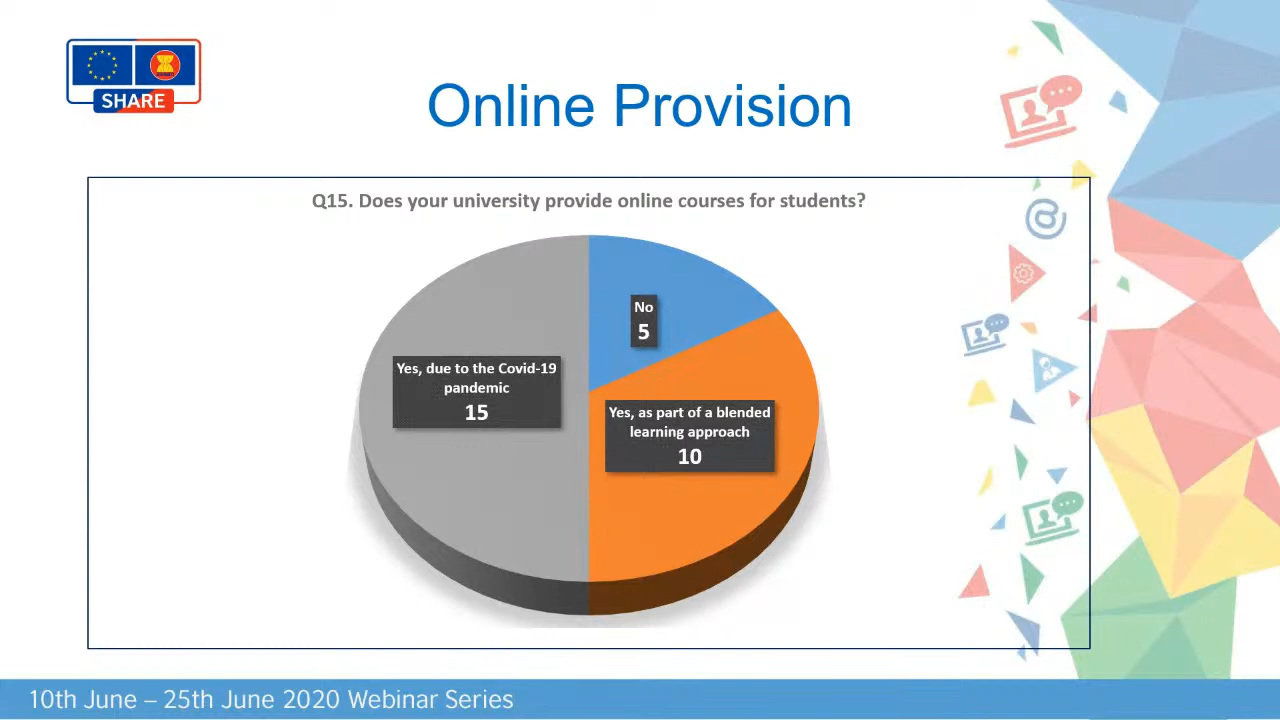 SHARE
Online Provision
Q15. Does your university provide online courses for students?
No
5
Yes, due to the Covid-19
pandemic
15
Yes, as part of a blended
learning approach
10
@
10th June – 25th June 2020 Webinar Series